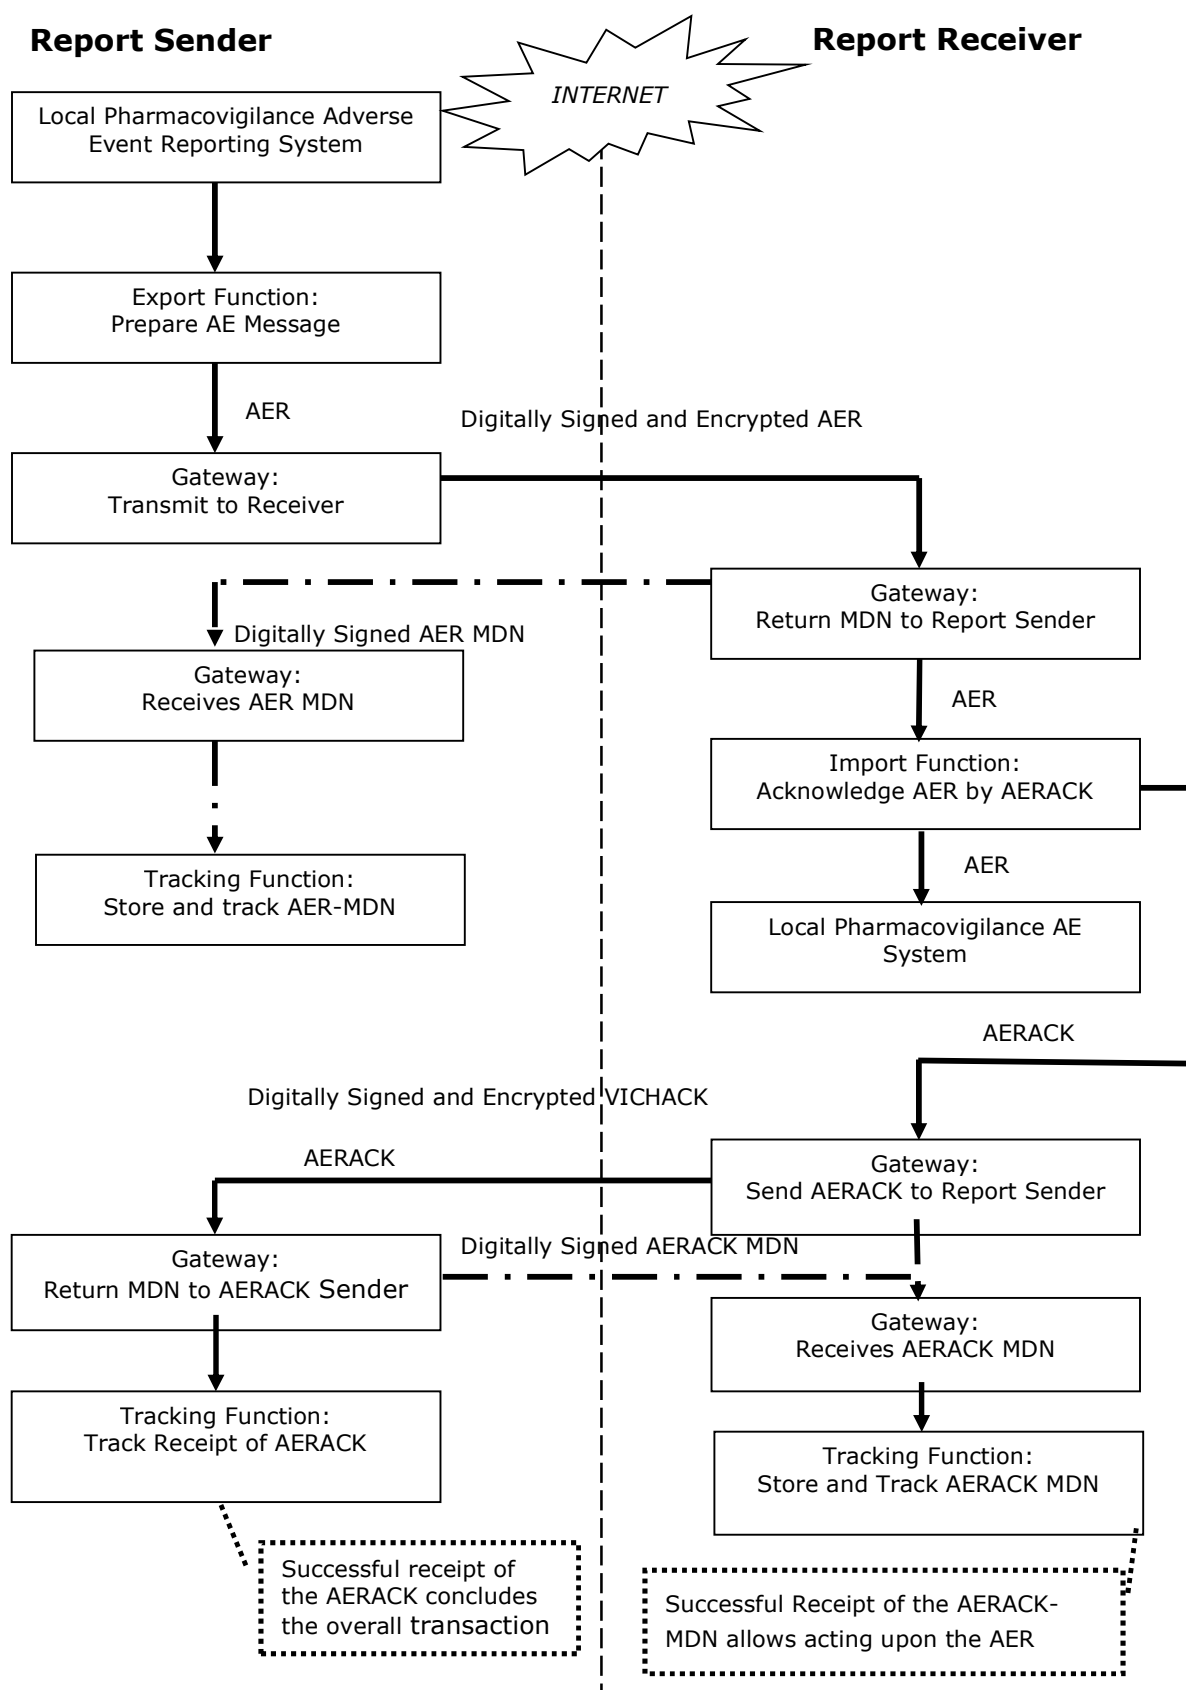 Report Sender
Report Receiver
INTERNET
Local Pharmacovigilance Adverse
Event Reporting System
Export Function:
Prepare AE Message
AER
Digitally Signed and Encrypted AER
Gateway:
Transmit to Receiver
Gateway:
Return MDN to Report Sender
Digitally Signed AER MDN
Gateway:
Receives AER MDN
AER
Import Function:
Acknowledge AER by AERACK
Tracking Function:
Store and track AER-MDN
AER
Local Pharmacovigilance AE
System
AERACK
Digitally Signed and Encrypted VICHACK
AERACK
Gateway:
Send AERACK to Report Sender
Gateway:
Return MDN to AERACK Sender
Digitally Signed AERACK MDN
Gateway:
Receives AERACK MDN
Tracking Function:
Track Receipt of AERACK
Tracking Function:
Store and Track AERACK MDN
Successful receipt of
the AERACK concludes
the overall transaction
Successful Receipt of the AERACK-
MDN allows acting upon the AER